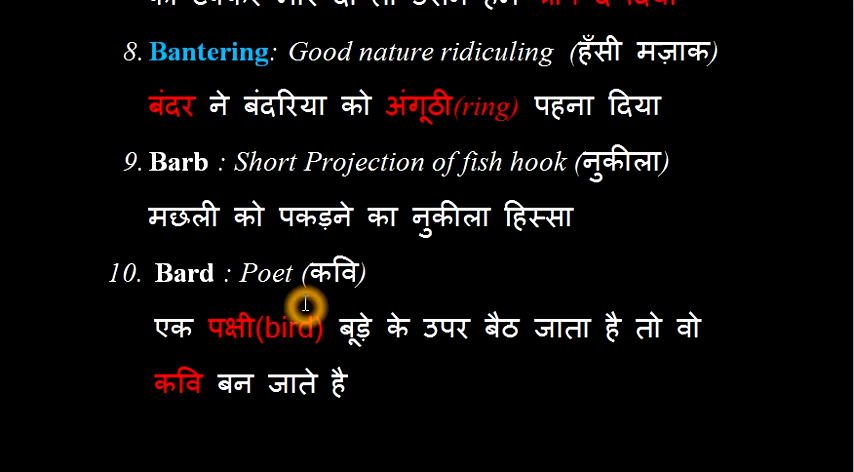 8. Bantering: Good nature ridiculing (हँसी मज़ाक)
बंदर ने बंदरिया को अंगूठी(ring) पहना दिया
9. Barb : Short Projection of fish hook (नुकीला)
मछली को पकड़ने का नुकीला हिस्सा
10. Bard : Poet (कवि)
एक पक्षी(bird) बूड़े के उपर बैठ जाता है तो वो
कवि बन जाते है